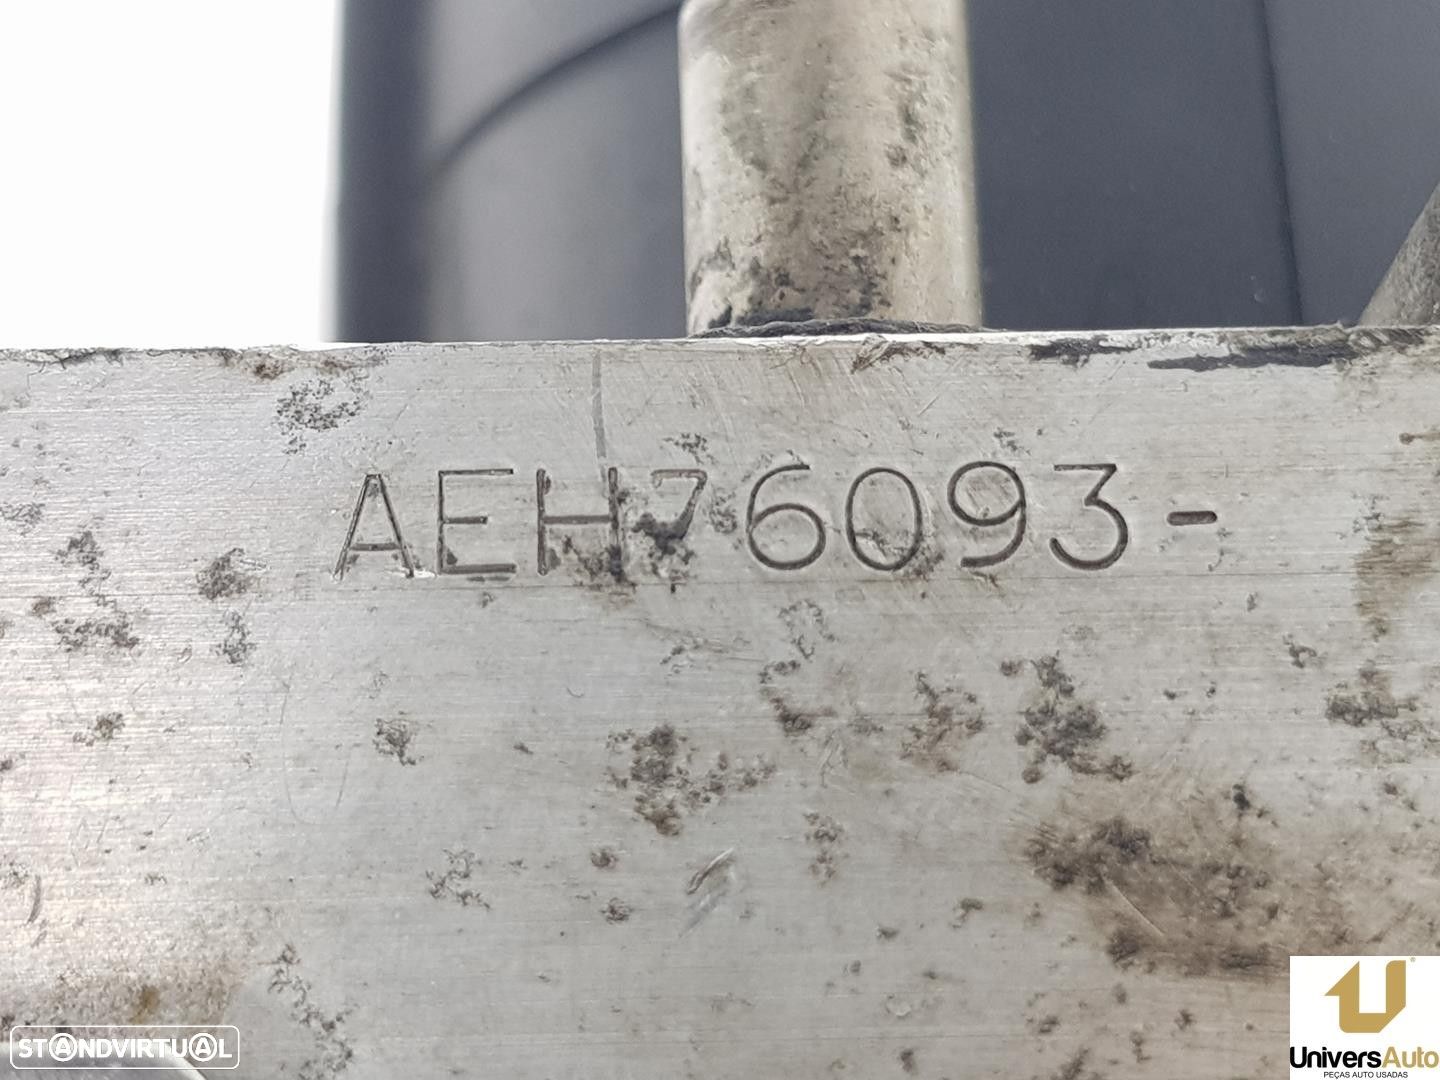 AEH76093-
STANDVIRTUAL
UniversAuto
PEÇAS AUTO USADAS